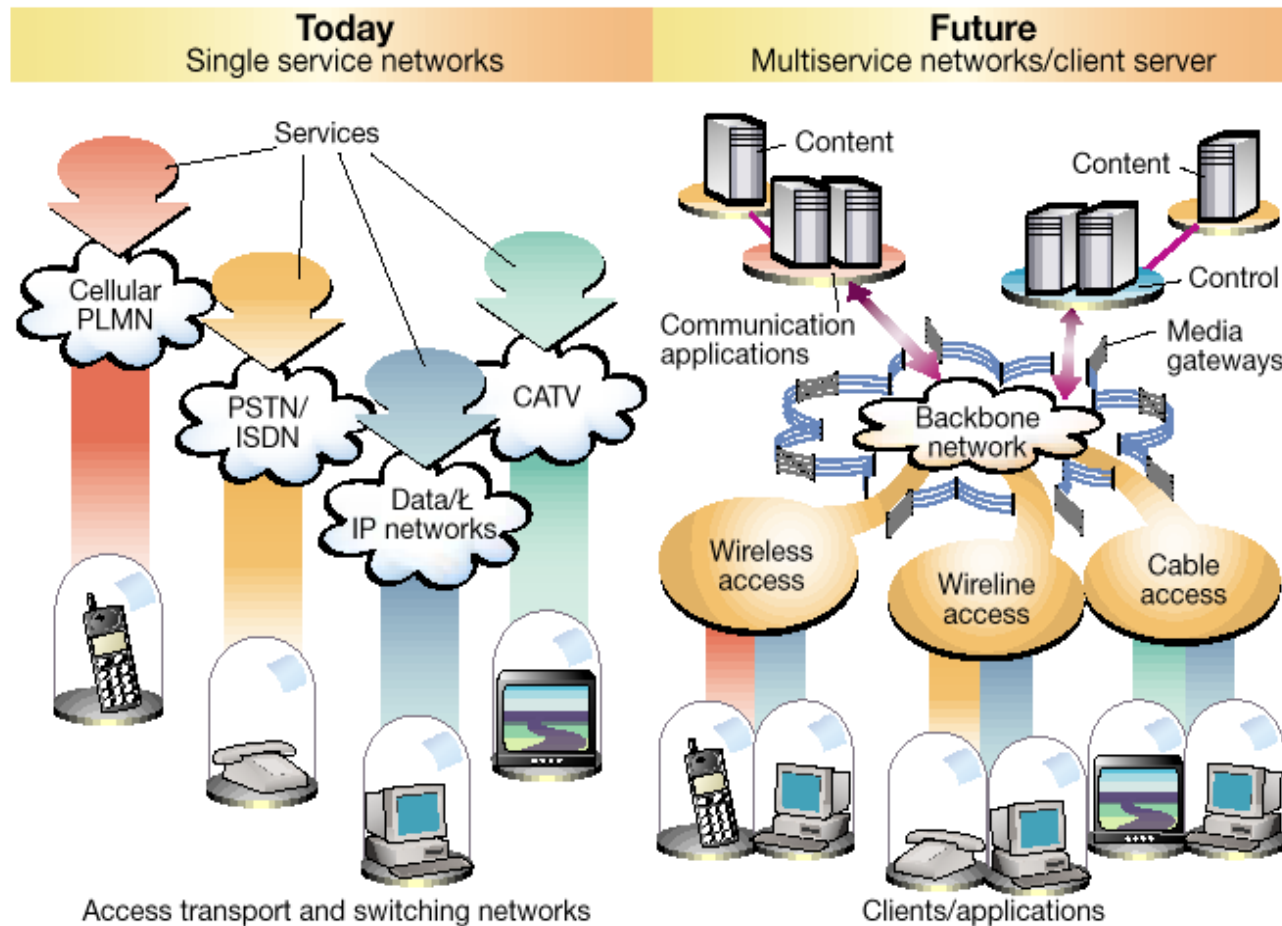 Today
Single service networks
Services
Cellular
PLMN
PSTN/
ISDN
Data/Ł
IP networks
CATV
Access transport and switching networks
Future
Multiservice networks/client server
Content
Content
Control
Communication
applications
Media
gateways
Backbone
network
Wireless
access
Wireline
access
Cable
access
Clients/applications